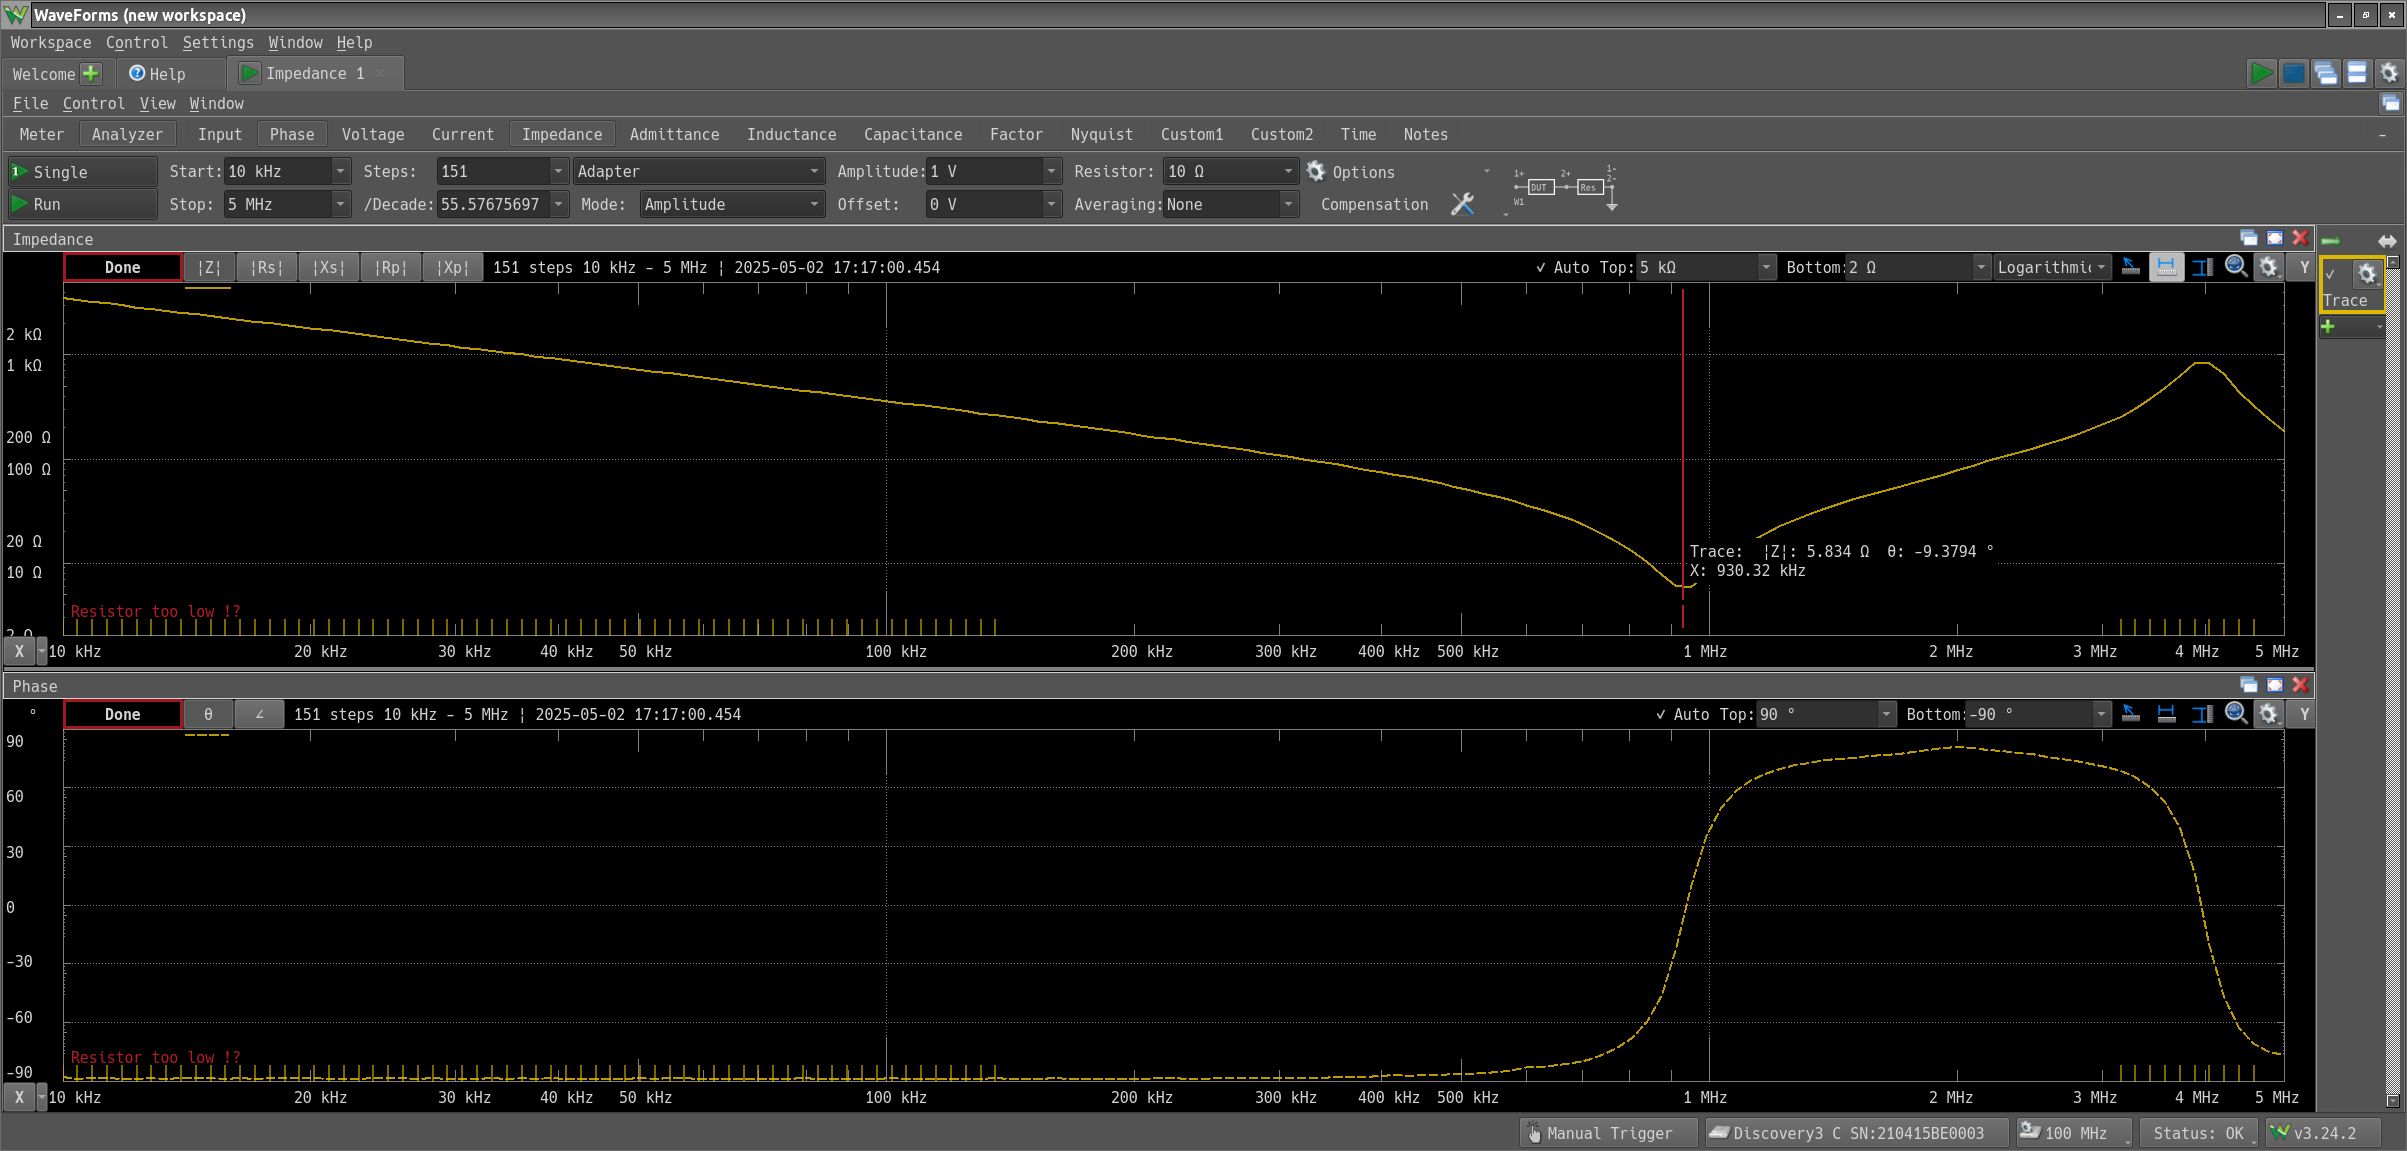 WaveForms (new workspace)
Workspace Control Settings Window Help
Welcome Help Impedance 1
File Control View Window
Meter Analyzer Input Phase Voltage Current Impedance Admittance Inductance Capacitance Factor Nyquist Custom1 Custom2 Time Notes
Single Start: 10 kHz Steps: 151 Adapter Amplitude: 1 V Resistor: 10 Ω Options
Run Stop: 5 MHz /Decade: 55.57675697 Mode: Amplitude Offset: 0 V Averaging: None Compensation
1+ 2+ 1-
2-
DUT Res
W1
Impedance
Done ¦Z¦ ¦Rs¦ ¦Xs¦ ¦Rp¦ ¦Xp¦ 151 steps 10 kHz - 5 MHz ¦ 2025-05-02 17:17:00.454 ✓ Auto Top: 5 kΩ Bottom: 2 Ω Logarithmic Y
✓
Trace
2 kΩ
1 kΩ
200 Ω
100 Ω
20 Ω
10 Ω
2 Ω
Trace: ¦Z¦: 5.834 Ω θ: -9.3794 °
X: 930.32 kHz
Resistor too low !?
X 10 kHz 20 kHz 30 kHz 40 kHz 50 kHz 100 kHz 200 kHz 300 kHz 400 kHz 500 kHz 1 MHz 2 MHz 3 MHz 4 MHz 5 MHz
Phase
° Done θ ∠ 151 steps 10 kHz - 5 MHz ¦ 2025-05-02 17:17:00.454 ✓ Auto Top: 90 ° Bottom: -90 ° Y
90
60
30
0
-30
-60
-90
Resistor too low !?
X 10 kHz 20 kHz 30 kHz 40 kHz 50 kHz 100 kHz 200 kHz 300 kHz 400 kHz 500 kHz 1 MHz 2 MHz 3 MHz 4 MHz 5 MHz
Manual Trigger Discovery3 C SN:210415BE0003 100 MHz Status: OK v3.24.2